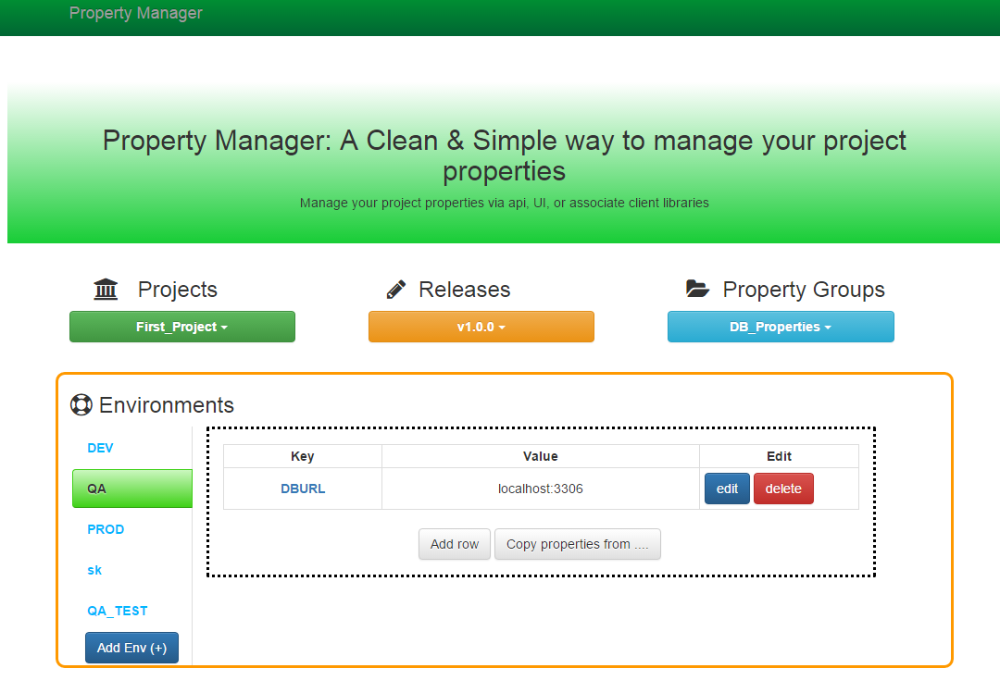 Property Manager
Property Manager: A Clean & Simple way to manage your project
properties
Manage your project properties via api, UI, or associate client libraries
Projects
Releases
Property Groups
First_Project
v1.0.0
DB_Properties
Environments
DEV
QA
PROD
sk
QA_TEST
Add Env (+)
Key Value Edit
DBURL localhost:3306 edit delete
Add row Copy properties from ....